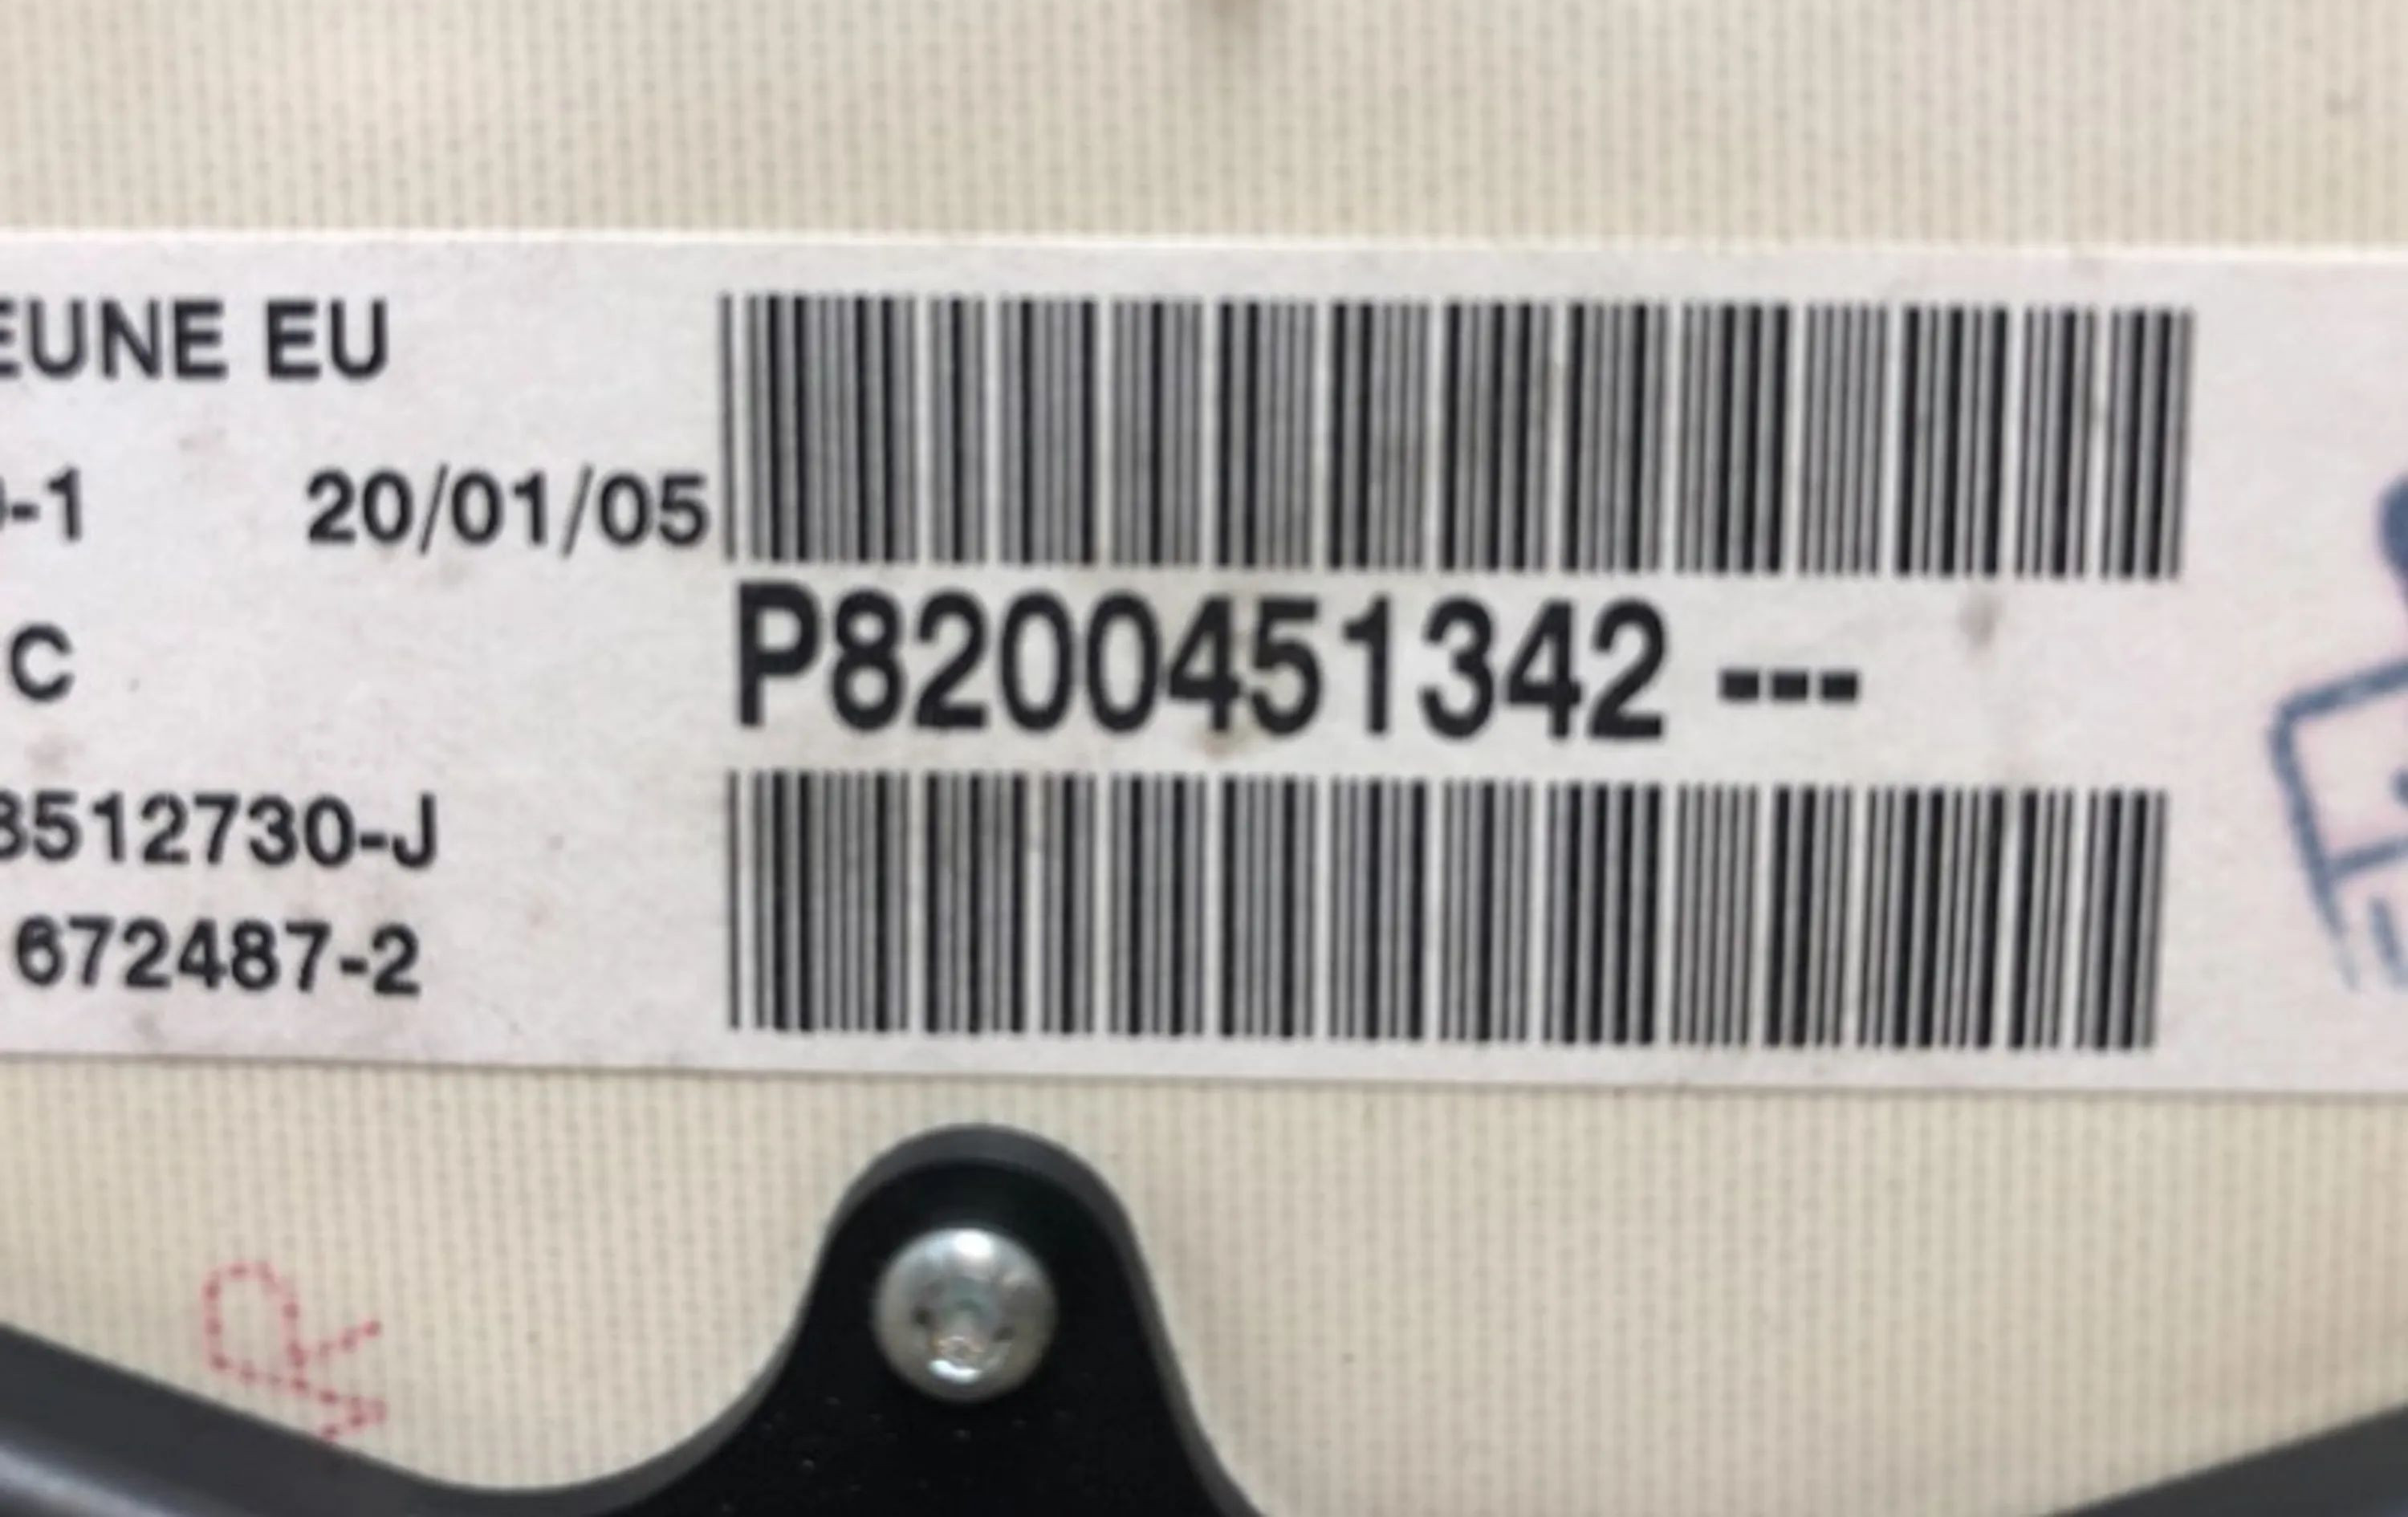 EUNE EU
-1 20/01/05
P8200451342 ---
C
8512730-J
672487-2